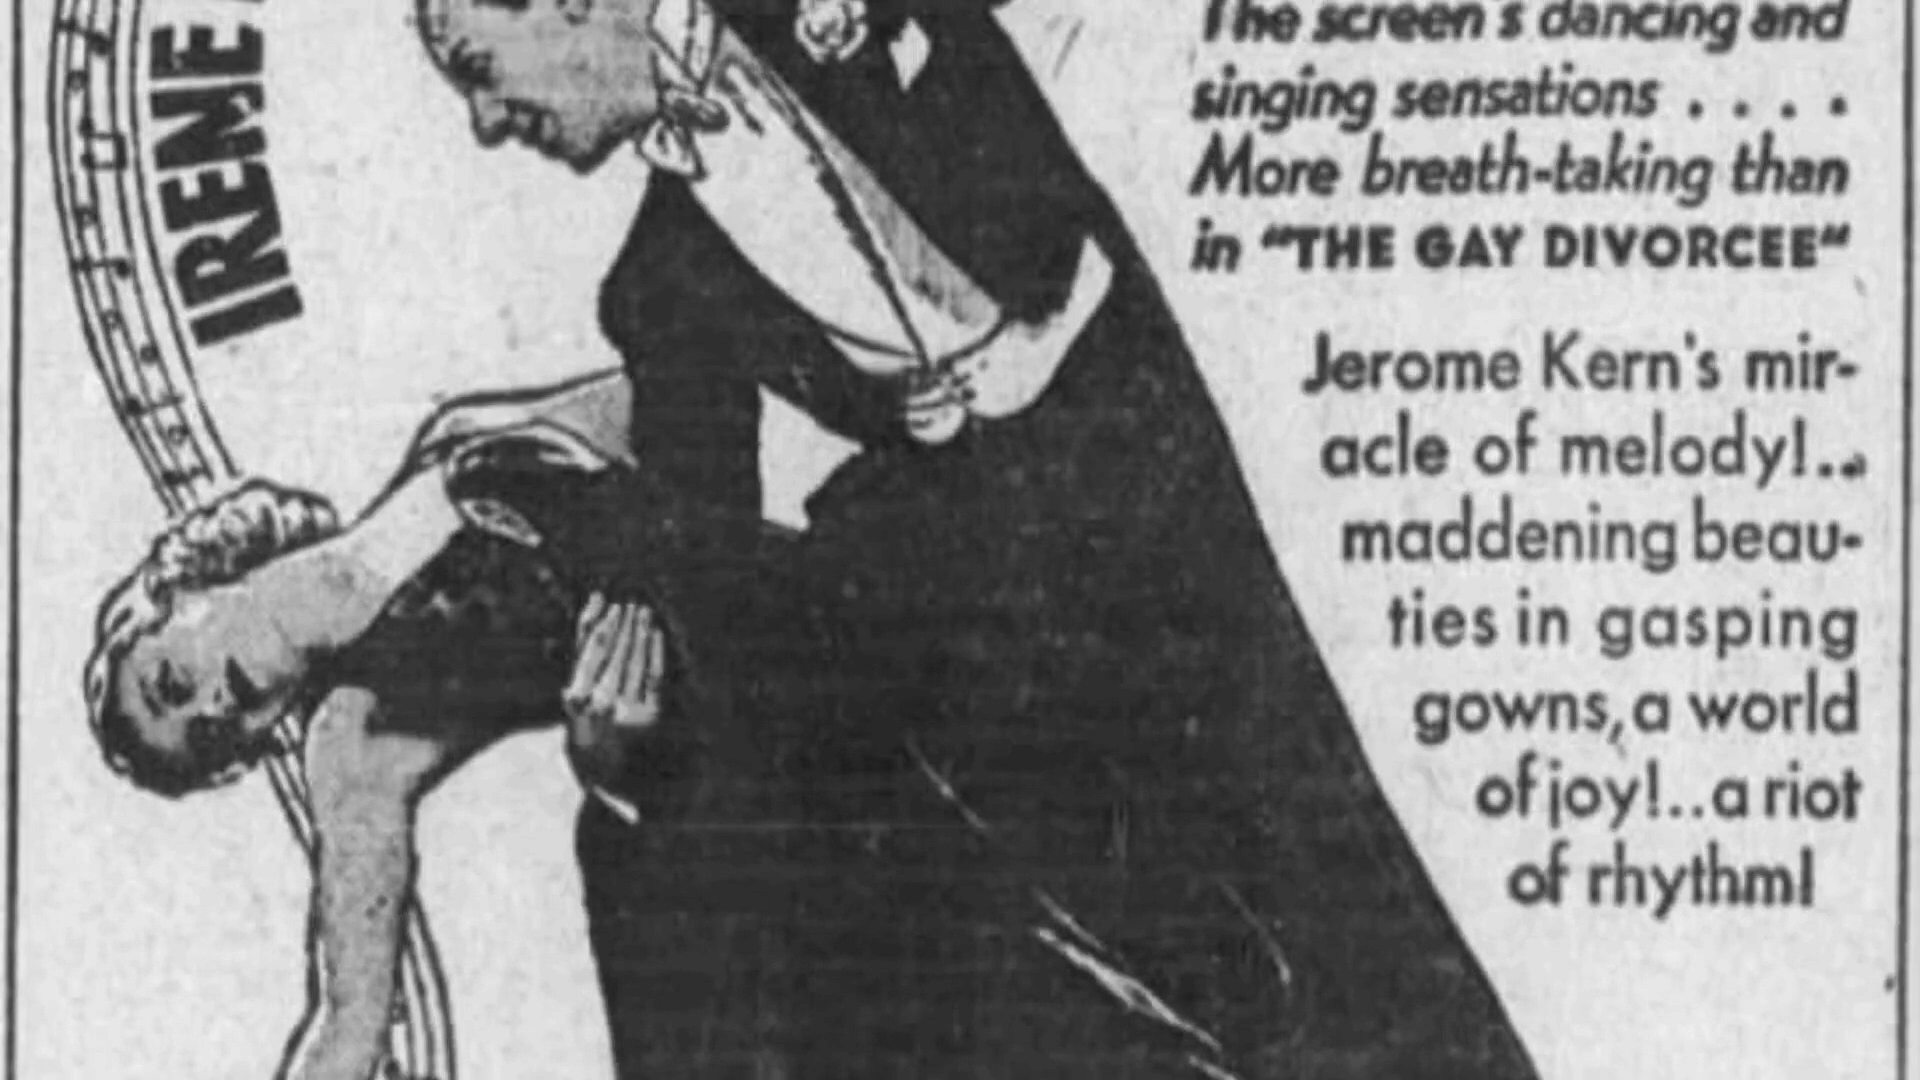 IRENE
The screen's dancing and
singing sensations . . . .
More breath-taking than
in "THE GAY DIVORCEE"
Jerome Kern's mir-
acle of melody!..
maddening beau-
ties in gasping
gowns, a world
of joy!..a riot
of rhythm!